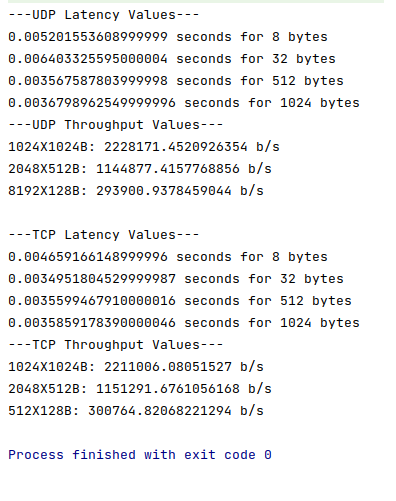 ---UDP Latency Values---
0.005201553608999999 seconds for 8 bytes
0.006403325595000004 seconds for 32 bytes
0.003567587803999998 seconds for 512 bytes
0.0036798962549999996 seconds for 1024 bytes
---UDP Throughput Values---
1024X1024B: 2228171.4520926354 b/s
2048X512B: 1144877.4157768856 b/s
8192X128B: 293900.9378459044 b/s
---TCP Latency Values---
0.004659166148999996 seconds for 8 bytes
0.0034951804529999987 seconds for 32 bytes
0.0035599467910000016 seconds for 512 bytes
0.0035859178390000046 seconds for 1024 bytes
---TCP Throughput Values---
1024X1024B: 2211006.08051527 b/s
2048X512B: 1151291.6761056168 b/s
512X128B: 300764.82068221294 b/s
Process finished with exit code 0